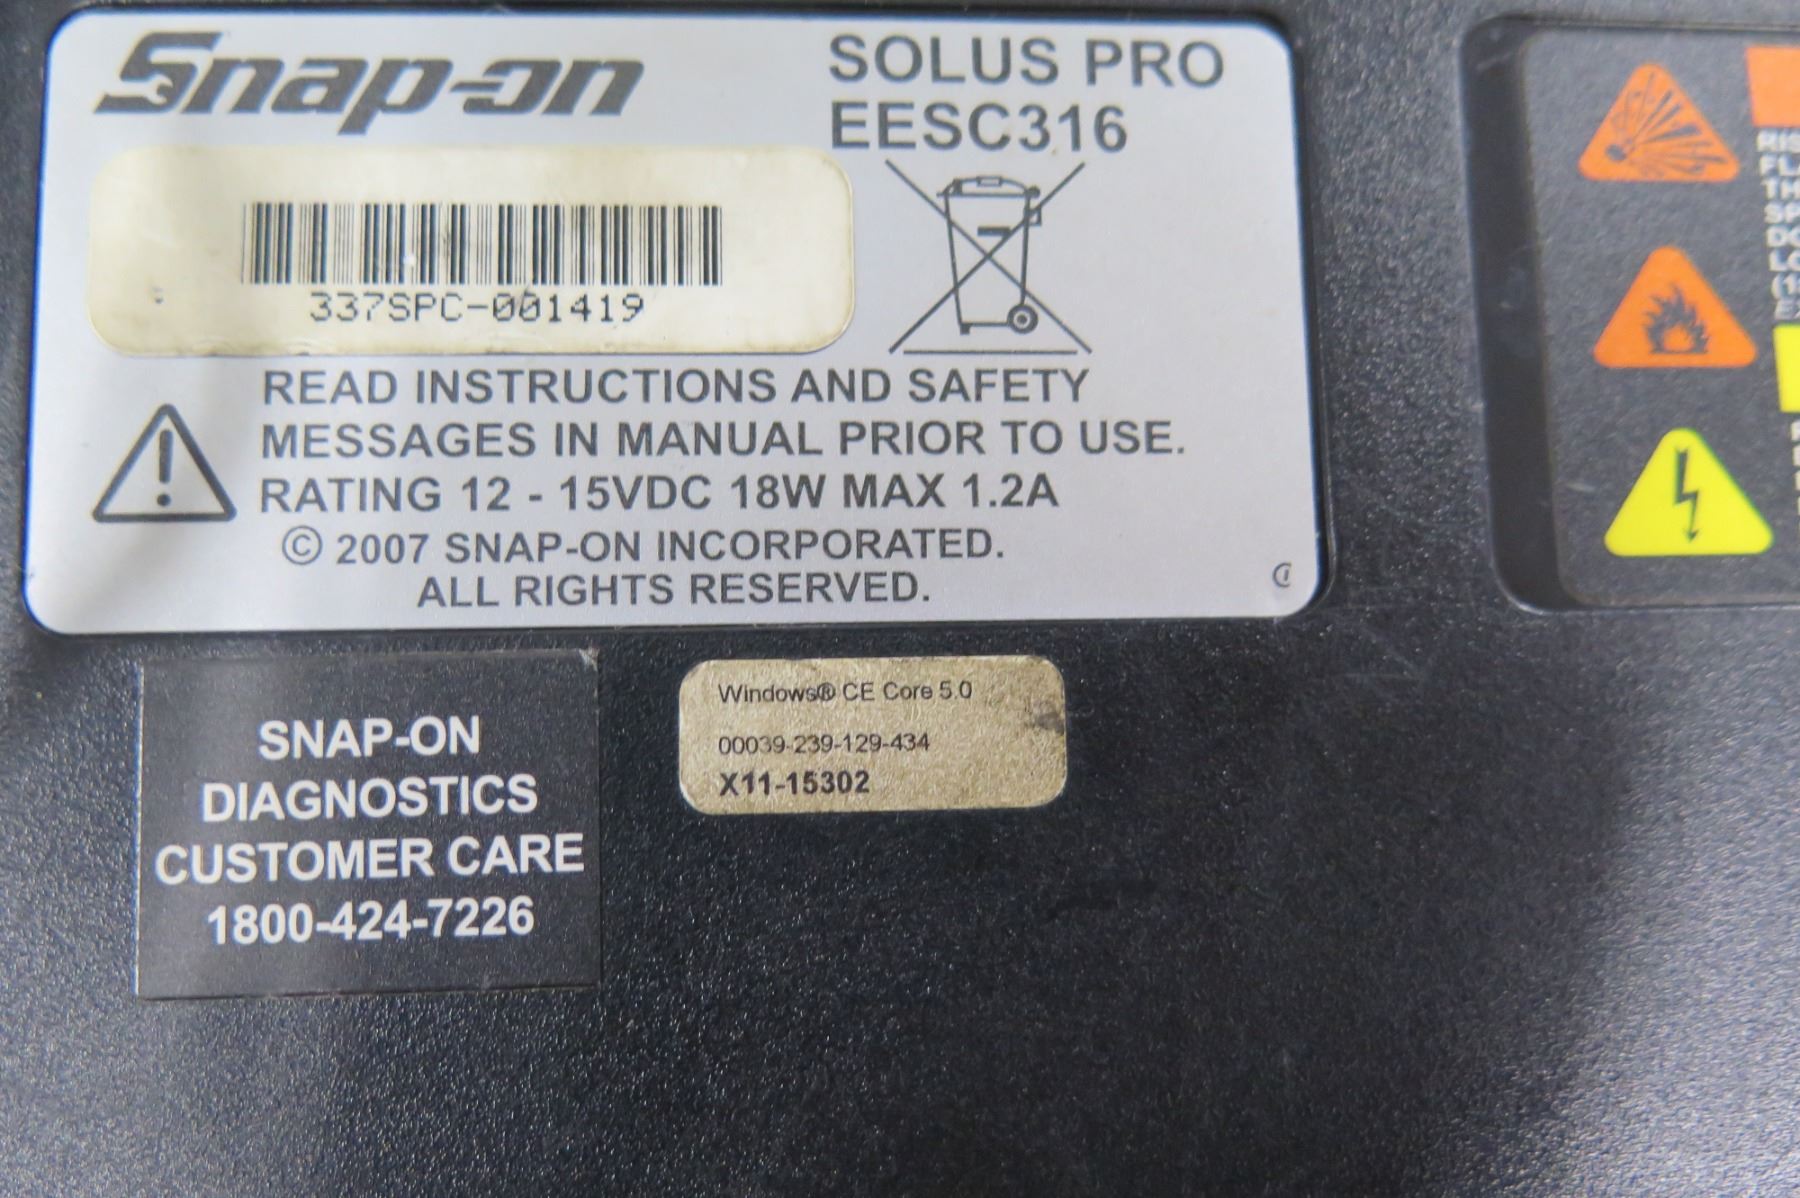 Snap-on
SOLUS PRO
EESC316
337SPC-001419
READ INSTRUCTIONS AND SAFETY
MESSAGES IN MANUAL PRIOR TO USE.
RATING 12 - 15VDC 18W MAX 1.2A
© 2007 SNAP-ON INCORPORATED.
ALL RIGHTS RESERVED.
SNAP-ON
DIAGNOSTICS
CUSTOMER CARE
1800-424-7226
Windows® CE Core 5.0
00039-239-129-434
X11-15302